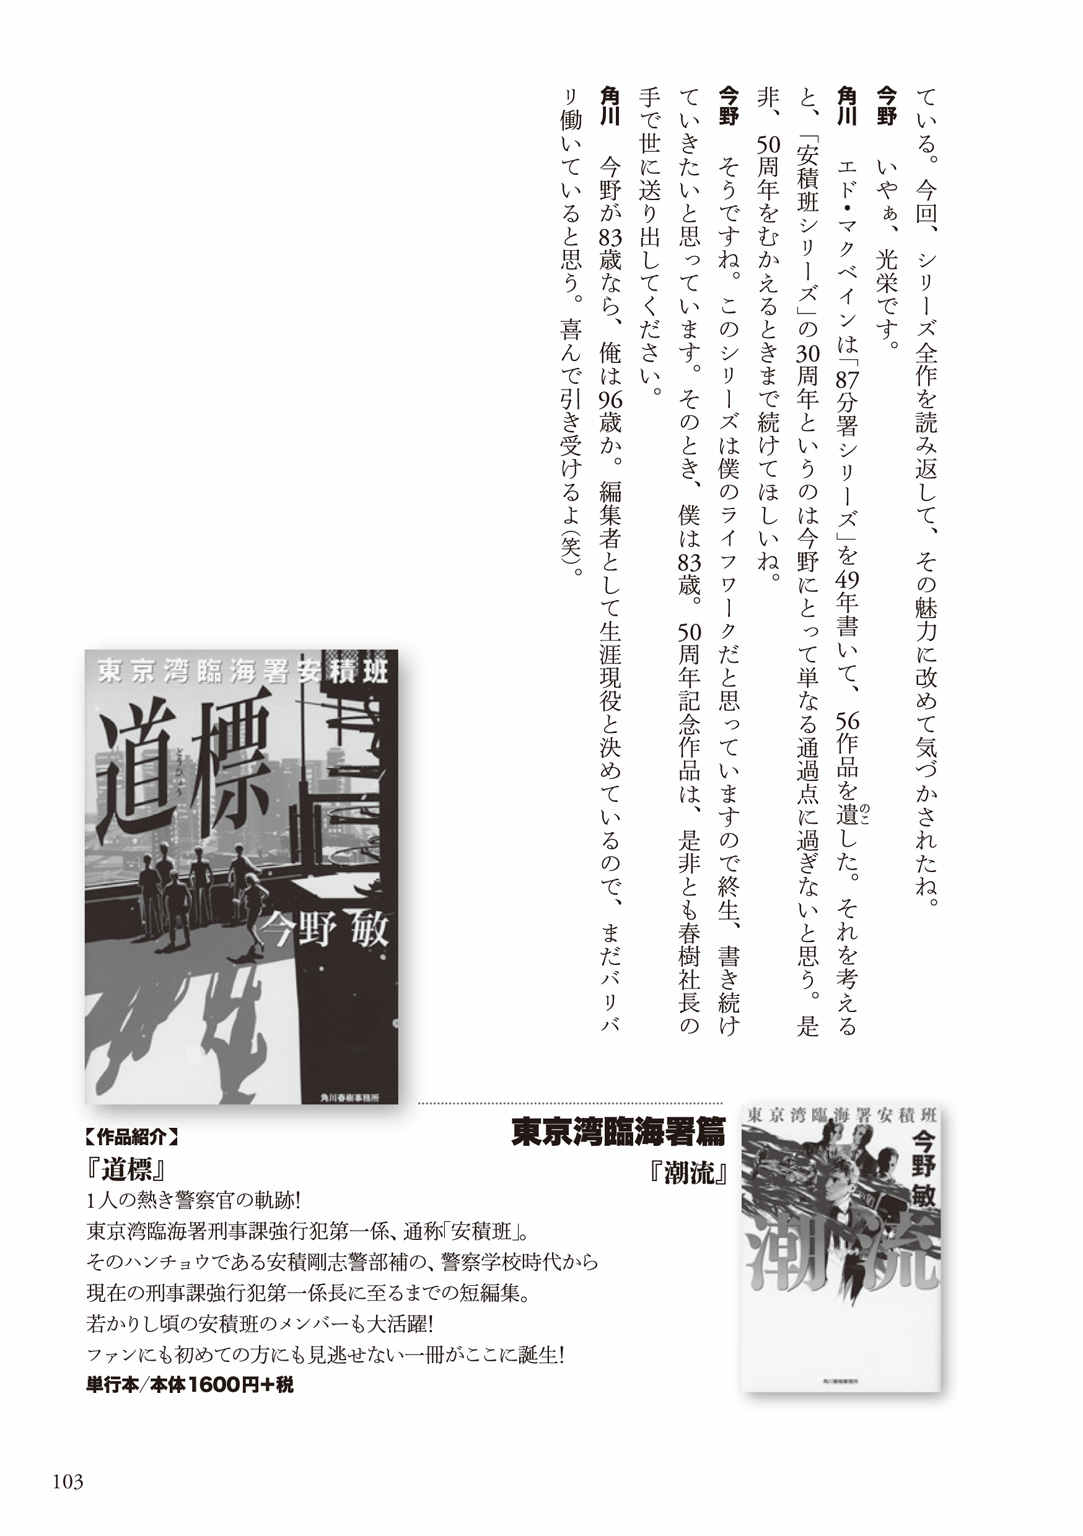 ている。今回、シリーズ全作を読み返して、その魅力に改めて気づかされたね。
今野　いやぁ、光栄です。
角川　エド・マクベインは「87分署シリーズ」を49年書いて、56作品を遺した。それを考える
のこ
と、「安積班シリーズ」の30周年というのは今野にとって単なる通過点に過ぎないと思う。是
非、50周年をむかえるときまで続けてほしいね。
今野　そうですね。このシリーズは僕のライフワークだと思っていますので終生、書き続け
ていきたいと思っています。そのとき、僕は83歳。50周年記念作品は、是非とも春樹社長の
手で世に送り出してください。
角川　今野が83歳なら、俺は96歳か。編集者として生涯現役と決めているので、まだバリバ
リ働いていると思う。喜んで引き受けるよ（笑）。
東京湾臨海署安積班
道標
どうひょう
今野 敏
角川春樹事務所
東京湾臨海署篇
『潮流』
東京湾臨海署安積班
今野 敏
潮流
角川春樹事務所
【作品紹介】
『道標』
1人の熱き警察官の軌跡！
東京湾臨海署刑事課強行犯第一係、通称「安積班」。
そのハンチョウである安積剛志警部補の、警察学校時代から
現在の刑事課強行犯第一係長に至るまでの短編集。
若かりし頃の安積班のメンバーも大活躍！
ファンにも初めての方にも見逃せない一冊がここに誕生！
単行本/本体1600円+税
103